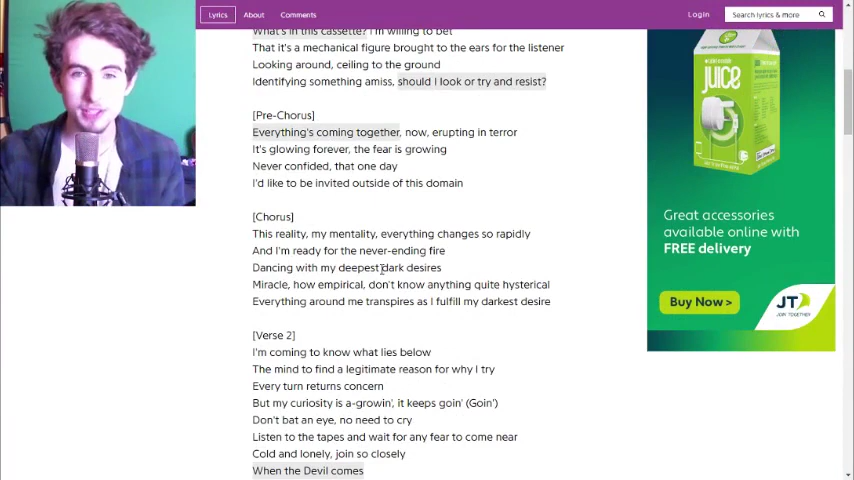 Lyrics About Comments Login Search lyrics & more
What's in this cassette? I'm willing to bet
That it's a mechanical figure brought to the ears for the listener
Looking around, ceiling to the ground
Identifying something amiss, should I look or try and resist?
[Pre-Chorus]
Everything's coming together, now, erupting in terror
It's glowing forever, the fear is growing
Never confided, that one day
I'd like to be invited outside of this domain
[Chorus]
This reality, my mentality, everything changes so rapidly
And I'm ready for the never-ending fire
Dancing with my deepest dark desires
Miracle, how empirical, don't know anything quite hysterical
Everything around me transpires as I fulfill my darkest desire
[Verse 2]
I'm coming to know what lies below
The mind to find a legitimate reason for why I try
Every turn returns concern
But my curiosity is a-growin', it keeps goin' (Goin')
Don't bat an eye, no need to cry
Listen to the tapes and wait for any fear to come near
Cold and lonely, join so closely
When the Devil comes
juice
Great accessories
available online with
FREE delivery
Buy Now >
JT
JOIN TOGETHER